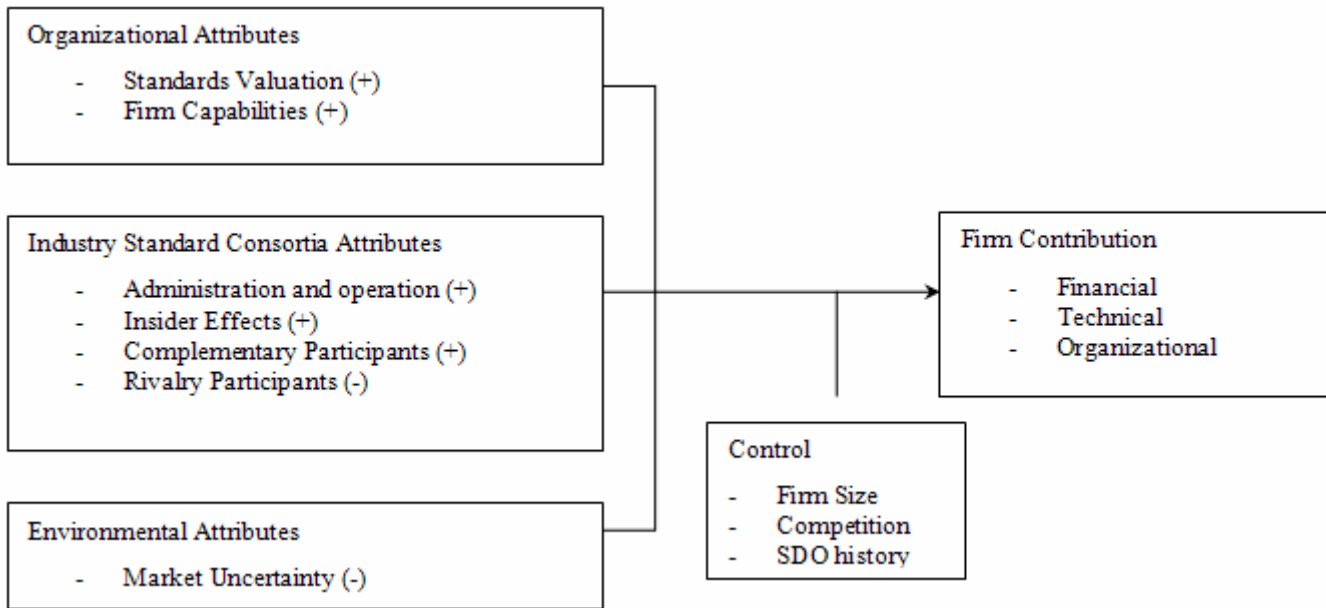 Organizational Attributes
- Standards Valuation (+)
- Firm Capabilities (+)
Industry Standard Consortia Attributes
- Administration and operation (+)
- Insider Effects (+)
- Complementary Participants (+)
- Rivalry Participants (-)
Environmental Attributes
- Market Uncertainty (-)
Control
- Firm Size
- Competition
- SDO history
Firm Contribution
- Financial
- Technical
- Organizational